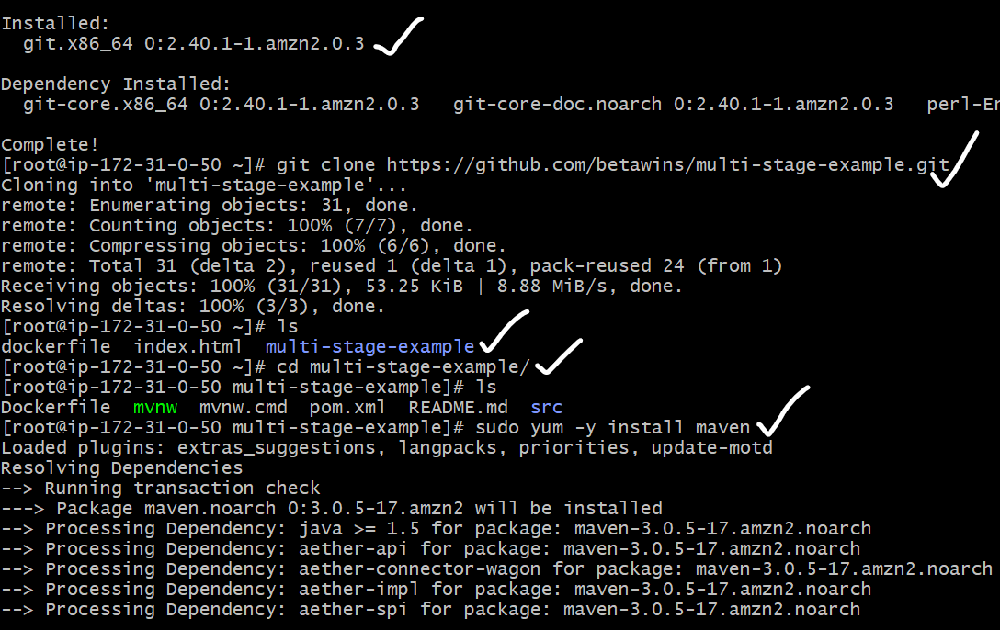 Installed:
  git.x86_64 0:2.40.1-1.amzn2.0.3

Dependency Installed:
  git-core.x86_64 0:2.40.1-1.amzn2.0.3   git-core-doc.noarch 0:2.40.1-1.amzn2.0.3   perl-Er

Complete!
[root@ip-172-31-0-50 ~]# git clone https://github.com/betawins/multi-stage-example.git
Cloning into 'multi-stage-example'...
remote: Enumerating objects: 31, done.
remote: Counting objects: 100% (7/7), done.
remote: Compressing objects: 100% (6/6), done.
remote: Total 31 (delta 2), reused 1 (delta 1), pack-reused 24 (from 1)
Receiving objects: 100% (31/31), 53.25 KiB | 8.88 MiB/s, done.
Resolving deltas: 100% (3/3), done.
[root@ip-172-31-0-50 ~]# ls
dockerfile  index.html  multi-stage-example
[root@ip-172-31-0-50 ~]# cd multi-stage-example/
[root@ip-172-31-0-50 multi-stage-example]# ls
Dockerfile  mvnw  mvnw.cmd  pom.xml  README.md  src
[root@ip-172-31-0-50 multi-stage-example]# sudo yum -y install maven
Loaded plugins: extras_suggestions, langpacks, priorities, update-motd
Resolving Dependencies
--> Running transaction check
---> Package maven.noarch 0:3.0.5-17.amzn2 will be installed
--> Processing Dependency: java >= 1.5 for package: maven-3.0.5-17.amzn2.noarch
--> Processing Dependency: aether-api for package: maven-3.0.5-17.amzn2.noarch
--> Processing Dependency: aether-connector-wagon for package: maven-3.0.5-17.amzn2.noarch
--> Processing Dependency: aether-impl for package: maven-3.0.5-17.amzn2.noarch
--> Processing Dependency: aether-spi for package: maven-3.0.5-17.amzn2.noarch